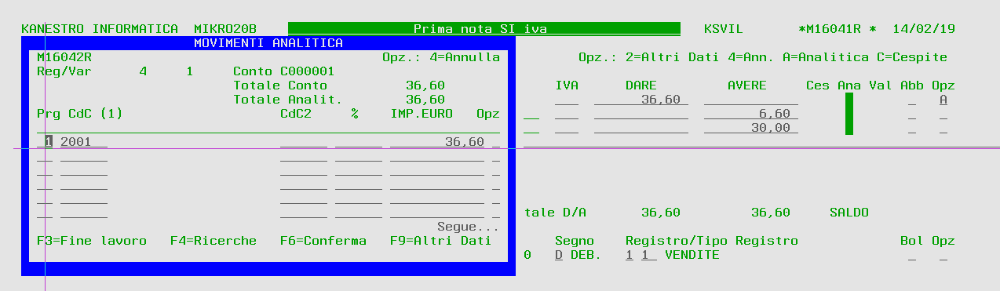 KANESTRO INFORMATICA MIKRO20B Prima nota SI iva KSVIL *M16041R * 14/02/19
MOVIMENTI ANALITICA
M16042R Opz.: 4=Annulla Opz.: 2=Altri Dati 4=Ann. A=Analitica C=Cespite
Reg/Var 4 1 Conto C000001
Totale Conto 36,60 IVA DARE AVERE Ces Ana Val Abb Opz
Totale Analit. 36,60 36,60 A
Prg CdC (1) CdC2 % IMP.EURO Opz 6,60
30,00
1 2001 36,60
tale D/A 36,60 36,60 SALDO
Segue...
F3=Fine lavoro F4=Ricerche F6=Conferma F9=Altri Dati Segno Registro/Tipo Registro Bol Opz
0 D DEB. 1 1 VENDITE